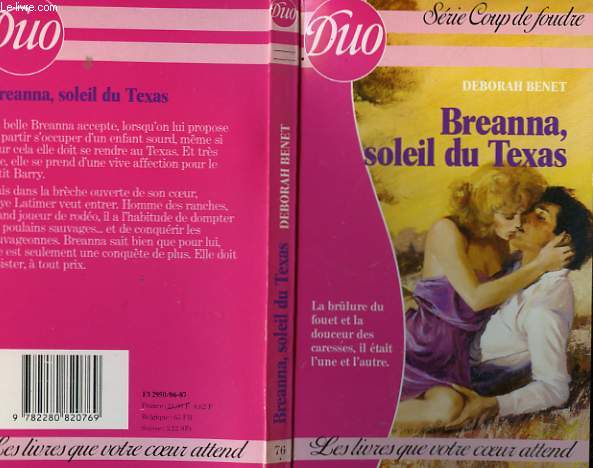 © Le-livre.fr
Duo
reanna, soleil du Texas
belle Breanna accepte, lorsqu'on lui propose
partir s'occuper d'un enfant sourd, même si
ur cela elle doit se rendre au Texas. Et très
e, elle se prend d'une vive affection pour le
tit Barry.
is dans la brèche ouverte de son cœur,
ye Latimer veut entrer. Homme des ranches,
and joueur de rodéo, il a l'habitude de dompter
poulains sauvages... et de conquérir les
uvageonnes. Breanna sait bien que pour lui,
e est seulement une conquête de plus. Elle doit
sister, à tout prix.
9 782280 820769
France :
Belgique :
Suisse :
Les livres que votre cœur attend
Duo
DEBORAH BENET
Breanna, soleil du Texas
76
Duo
Série Coup de foudre
DEBORAH BENET
Breanna,
soleil du Texas
La brûlure du
fouet et la
douceur des
caresses, il était
l'une et l'autre.
Les livres que votre cœur attend